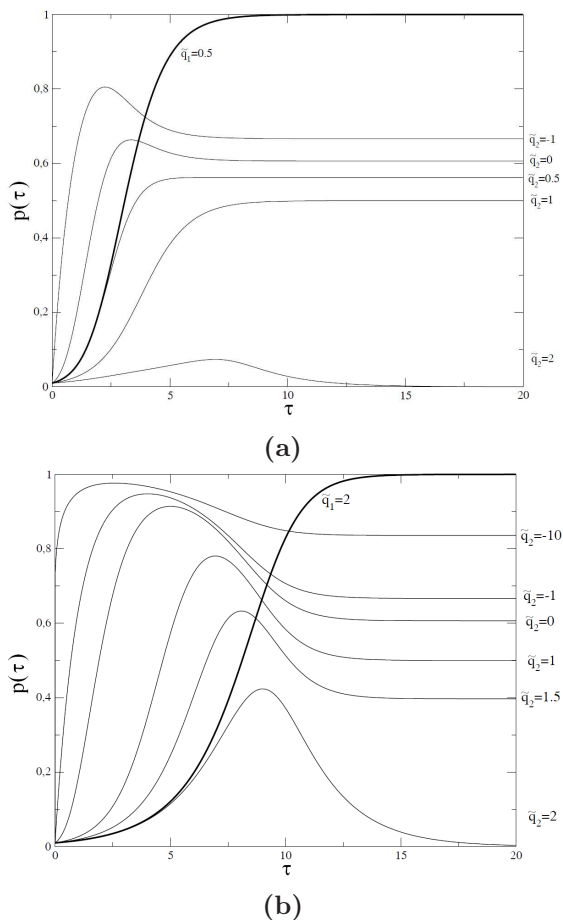 1
q̃₁=0.5
0,8
q̃₂=-1
0,6
q̃₂=0
q̃₂=0.5
p(τ)
q̃₂=1
0,4
0,2
q̃₂=2
0
0 5 10 15 20
τ
(a)
1
q̃₁=2
q̃₂=-10
0,8
q̃₂=-1
0,6
q̃₂=0
p(τ)
q̃₂=1
0,4
q̃₂=1.5
0,2
q̃₂=2
0
0 5 10 15 20
τ
(b)